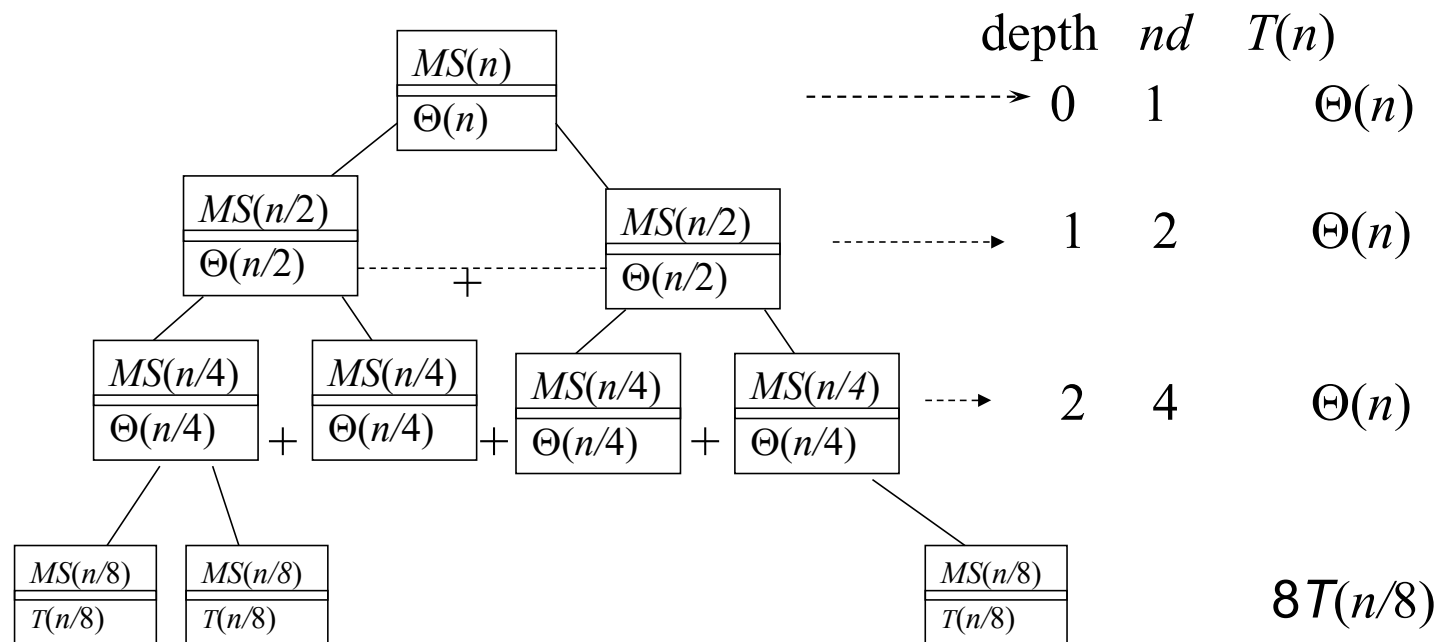 depth nd T(n)
MS(n)
Θ(n)
0 1 Θ(n)
MS(n/2)
Θ(n/2)
+
MS(n/2)
Θ(n/2)
1 2 Θ(n)
MS(n/4)
Θ(n/4)
+
MS(n/4)
Θ(n/4)
+
MS(n/4)
Θ(n/4)
+
MS(n/4)
Θ(n/4)
2 4 Θ(n)
MS(n/8)
T(n/8)
MS(n/8)
T(n/8)
MS(n/8)
T(n/8)
8T(n/8)